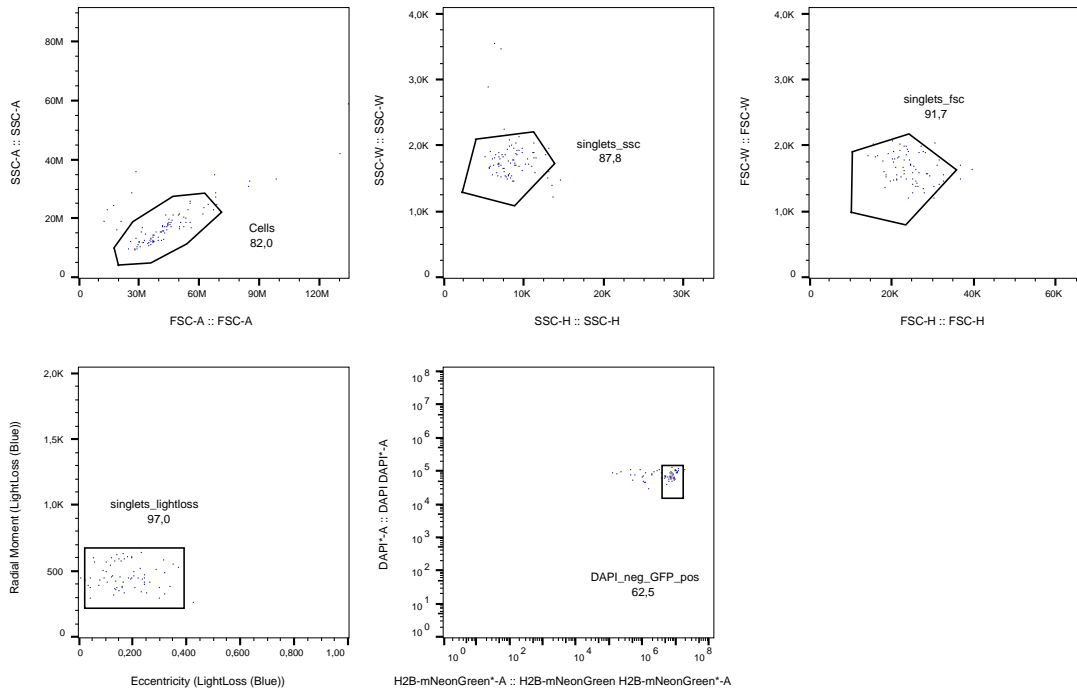 80M
60M
40M
20M
0
SSC-A :: SSC-A
Cells
82,0
0
30M
60M
90M
120M
FSC-A :: FSC-A
4,0K
3,0K
2,0K
1,0K
0
SSC-W :: SSC-W
singlets_ssc
87,8
0
10K
20K
30K
SSC-H :: SSC-H
4,0K
3,0K
2,0K
1,0K
0
FSC-W :: FSC-W
singlets_fsc
91,7
0
20K
40K
60K
FSC-H :: FSC-H
2,0K
1,5K
1,0K
500
0
Radial Moment (LightLoss (Blue))
singlets_lightloss
97,0
0
0,200
0,400
0,600
0,800
1,000
Eccentricity (LightLoss (Blue))
10^8
10^7
10^6
10^5
10^4
10^3
10^2
10^1
10^0
DAPI*-A :: DAPI DAPI*-A
DAPI_neg_GFP_pos
62,5
10^0
10^2
10^4
10^6
10^8
H2B-mNeonGreen*-A :: H2B-mNeonGreen H2B-mNeonGreen*-A